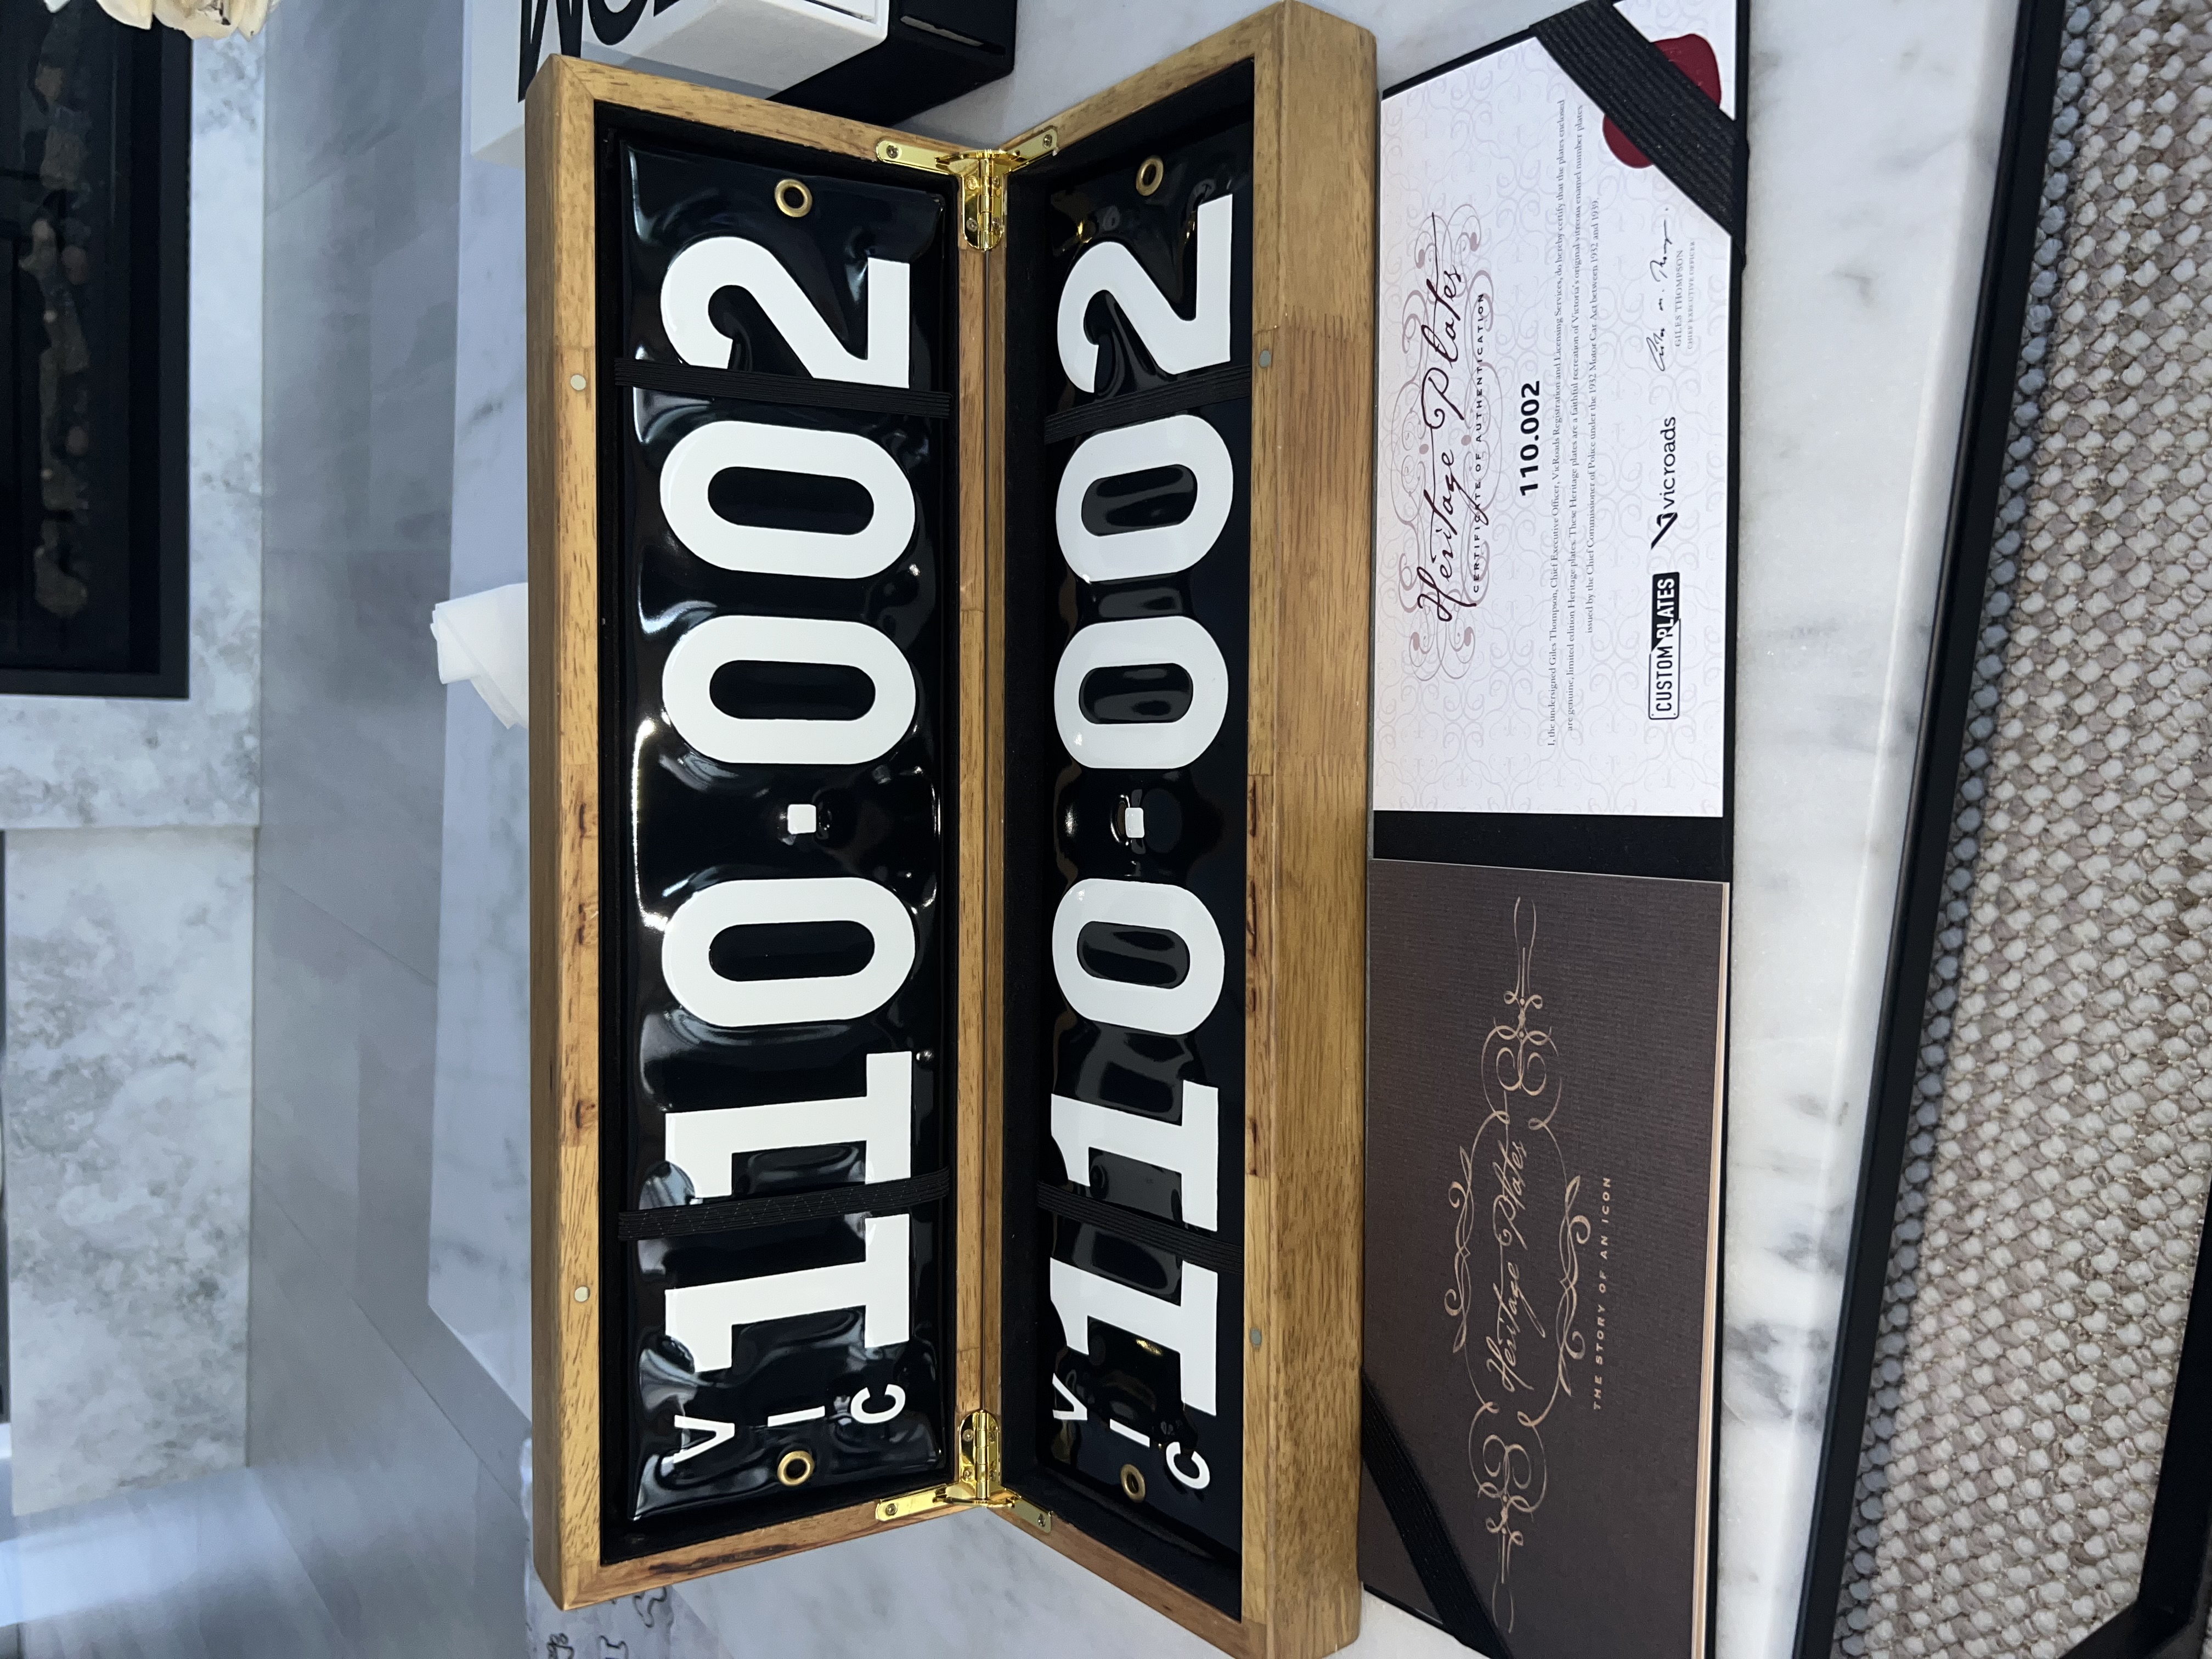 V
I
C
110·002
V
I
C
110·002
Heritage Plates
CERTIFICATE OF AUTHENTICATION
110.002
I, the undersigned Giles Thompson, Chief Executive Officer, VicRoads Registration and Licensing Services, do hereby certify that the plates enclosed
are genuine, limited edition Heritage plates. These Heritage plates are a faithful recreation of Victoria's original vitreous enamel number plates
issued by the Chief Commissioner of Police under the 1932 Motor Car Act between 1932 and 1939.
CUSTOM PLATES
vicroads
GILES THOMPSON
CHIEF EXECUTIVE OFFICER
Heritage Plates
THE STORY OF AN ICON